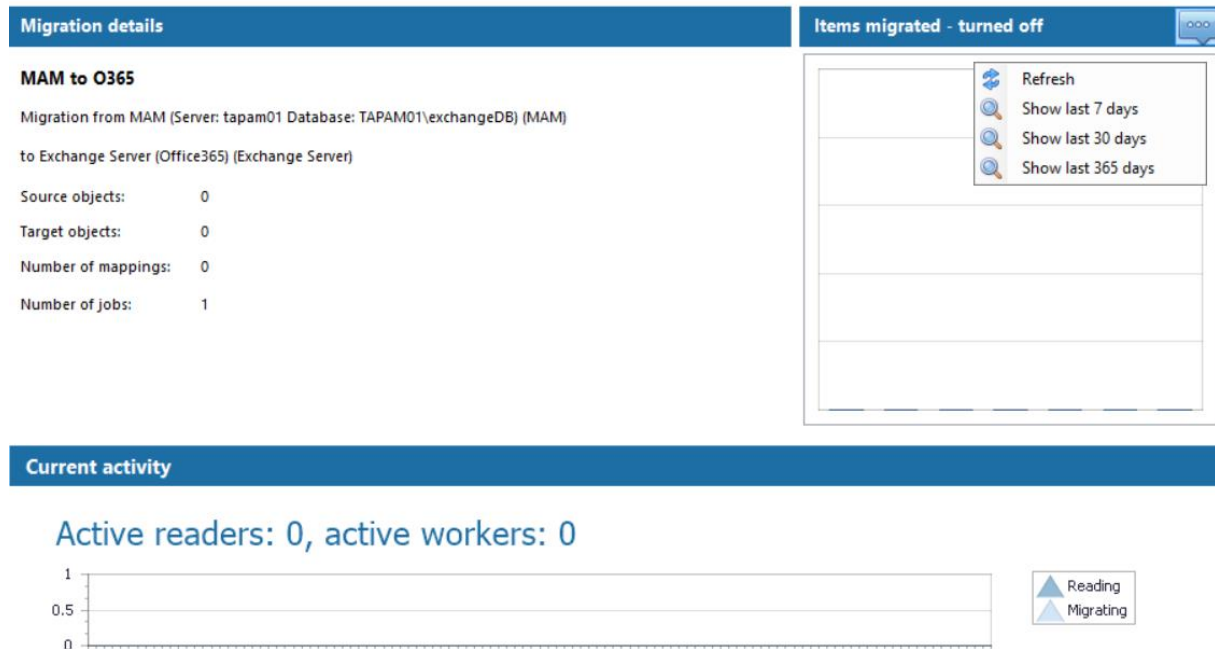 Migration details
Items migrated - turned off
MAM to O365
Migration from MAM (Server: tapam01 Database: TAPAM01\exchangeDB) (MAM)
to Exchange Server (Office365) (Exchange Server)
Source objects: 0
Target objects: 0
Number of mappings: 0
Number of jobs: 1
Refresh
Show last 7 days
Show last 30 days
Show last 365 days
Current activity
Active readers: 0, active workers: 0
1
0.5
0
Reading
Migrating